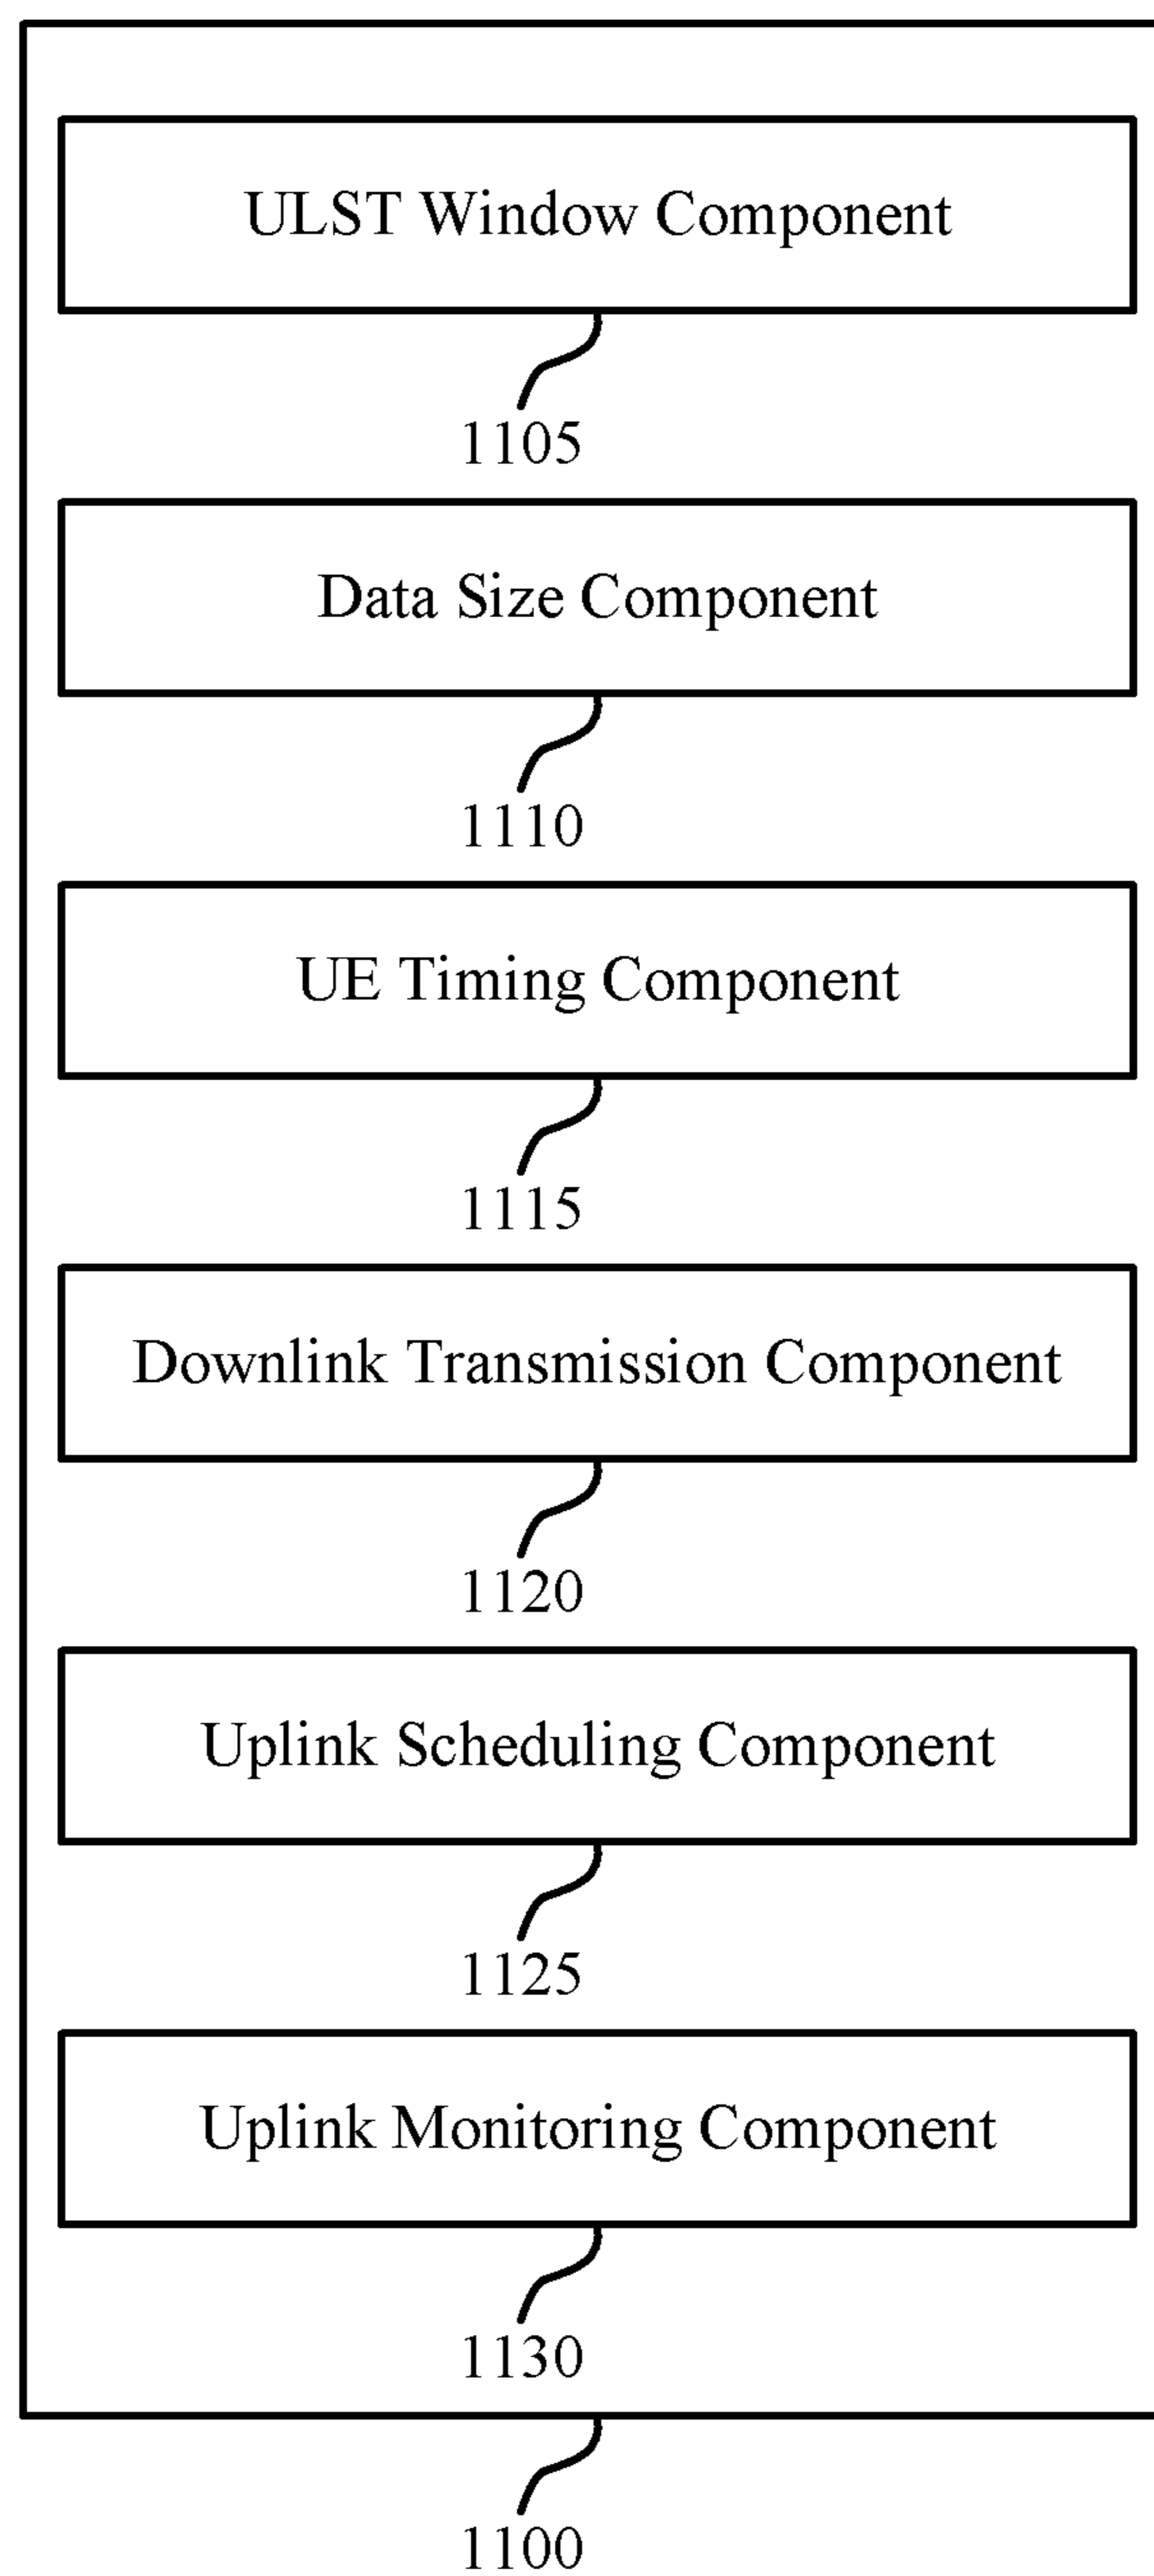 ULST Window Component
1105
Data Size Component
1110
UE Timing Component
1115
Downlink Transmission Component
1120
Uplink Scheduling Component
1125
Uplink Monitoring Component
1130
1100